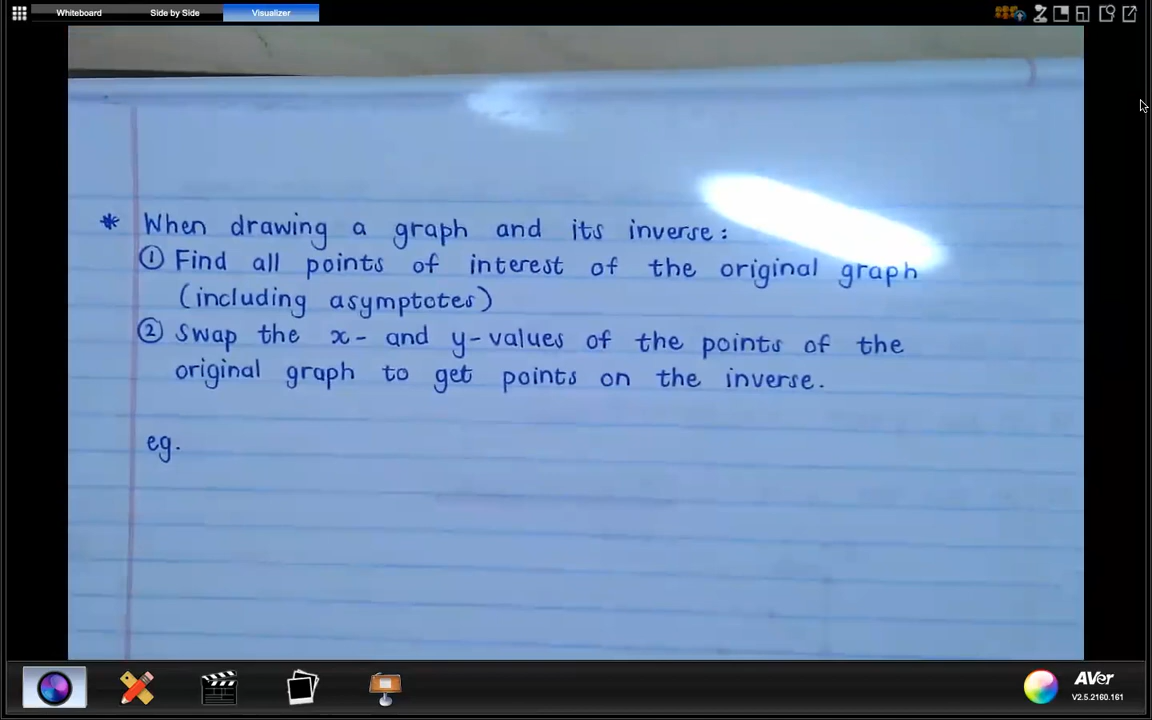 Whiteboard Side by Side Visualizer
* When drawing a graph and its inverse:
① Find all points of interest of the original graph
(including asymptotes)
② Swap the x- and y-values of the points of the
original graph to get points on the inverse.
eg.
AVer
V2.5.2160.161